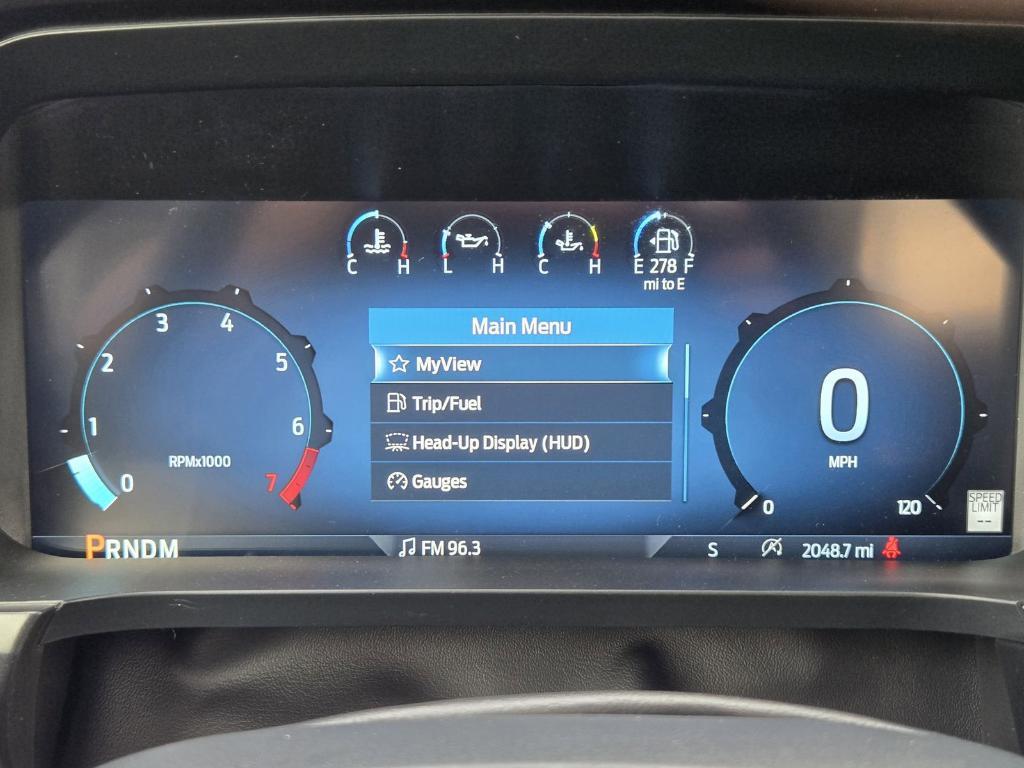 C H L H C H E 278 F
mi to E
Main Menu
MyView
Trip/Fuel
Head-Up Display (HUD)
Gauges
0 1 2 3 4 5 6 7
RPMx1000
0
MPH
0 120
SPEED
LIMIT
--
PRNDM
FM 96.3
S
2048.7 mi